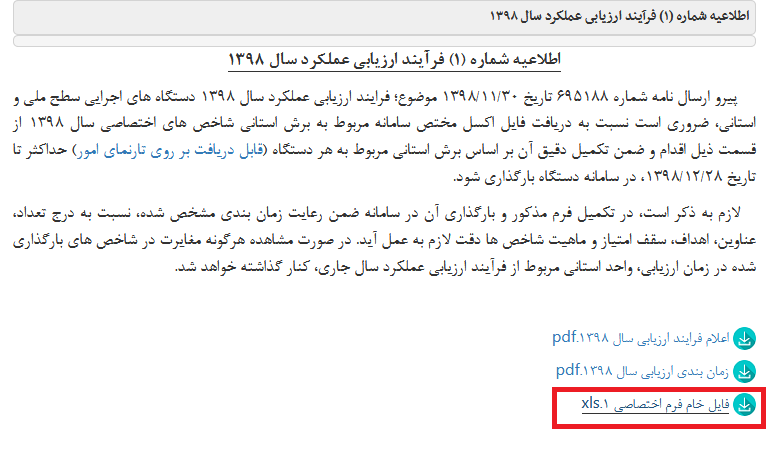 اطلاعیه شماره (۱) فرآیند ارزیابی عملکرد سال ۱۳۹۸
اطلاعیه شماره (۱) فرآیند ارزیابی عملکرد سال ۱۳۹۸
پیرو ارسال نامه شماره ۶۹۵۱۸۸ تاریخ ۱۳۹۸/۱۱/۳۰ موضوع؛ فرایند ارزیابی عملکرد سال ۱۳۹۸ دستگاه های اجرایی سطح ملی و
استانی، ضروری است نسبت به دریافت فایل اکسل مختص سامانه مربوط به برش استانی شاخص های اختصاصی سال ۱۳۹۸ از
قسمت ذیل اقدام و ضمن تکمیل دقیق آن بر اساس برش استانی مربوط به هر دستگاه (قابل دریافت بر روی تارنمای امور) حداکثر تا
تاریخ ۱۳۹۸/۱۲/۲۸، در سامانه دستگاه بارگذاری شود.
لازم به ذکر است، در تکمیل فرم مذکور و بارگذاری آن در سامانه ضمن رعایت زمان بندی مشخص شده، نسبت به درج تعداد،
عناوین، اهداف، سقف امتیاز و ماهیت شاخص ها دقت لازم به عمل آید. در صورت مشاهده هرگونه مغایرت در شاخص های بارگذاری
شده در زمان ارزیابی، واحد استانی مربوط از فرآیند ارزیابی عملکرد سال جاری، کنار گذاشته خواهد شد.
اعلام فرایند ارزیابی سال ۱۳۹۸.pdf
زمان بندی ارزیابی سال ۱۳۹۸.pdf
فایل خام فرم اختصاصی ۱.xls